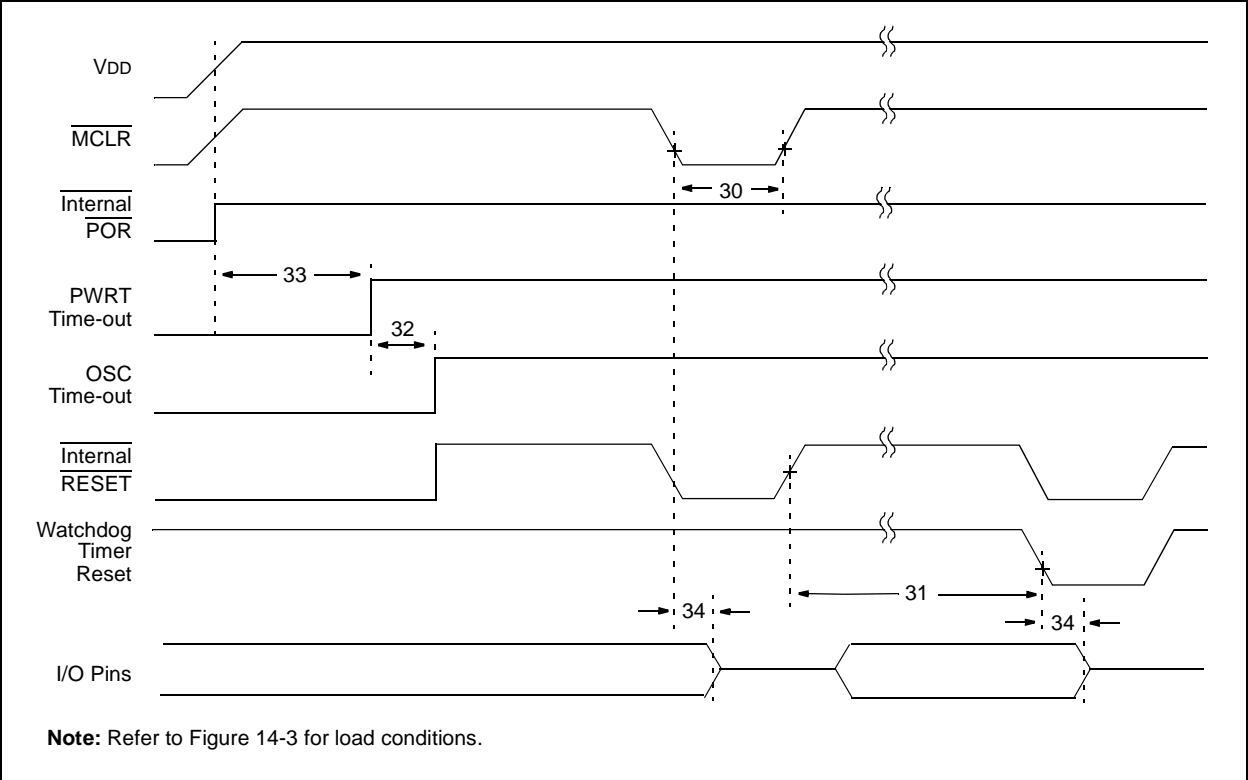 VDD
MCLR
30
Internal
POR
33
PWRT
Time-out
32
OSC
Time-out
Internal
RESET
Watchdog
Timer
Reset
31
34
34
I/O Pins
Note: Refer to Figure 14-3 for load conditions.